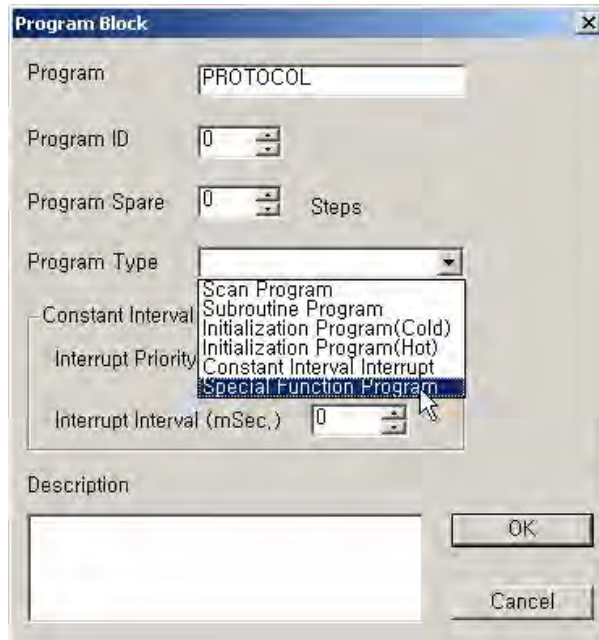 Program Block
Program PROTOCOL
Program ID 0
Program Spare 0 Steps
Program Type
Scan Program
Subroutine Program
Constant Interval Initialization Program(Cold)
Initialization Program(Hot)
Interrupt Priority Constant Interval Interrupt
Special Function Program
Interrupt Interval (mSec,) 0
Description
OK
Cancel